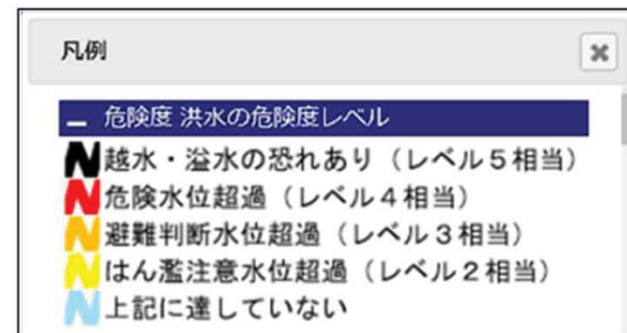 凡例
危険度 洪水の危険度レベル
越水・溢水の恐れあり（レベル５相当）
危険水位超過（レベル４相当）
避難判断水位超過（レベル３相当）
はん濫注意水位超過（レベル２相当）
上記に達していない